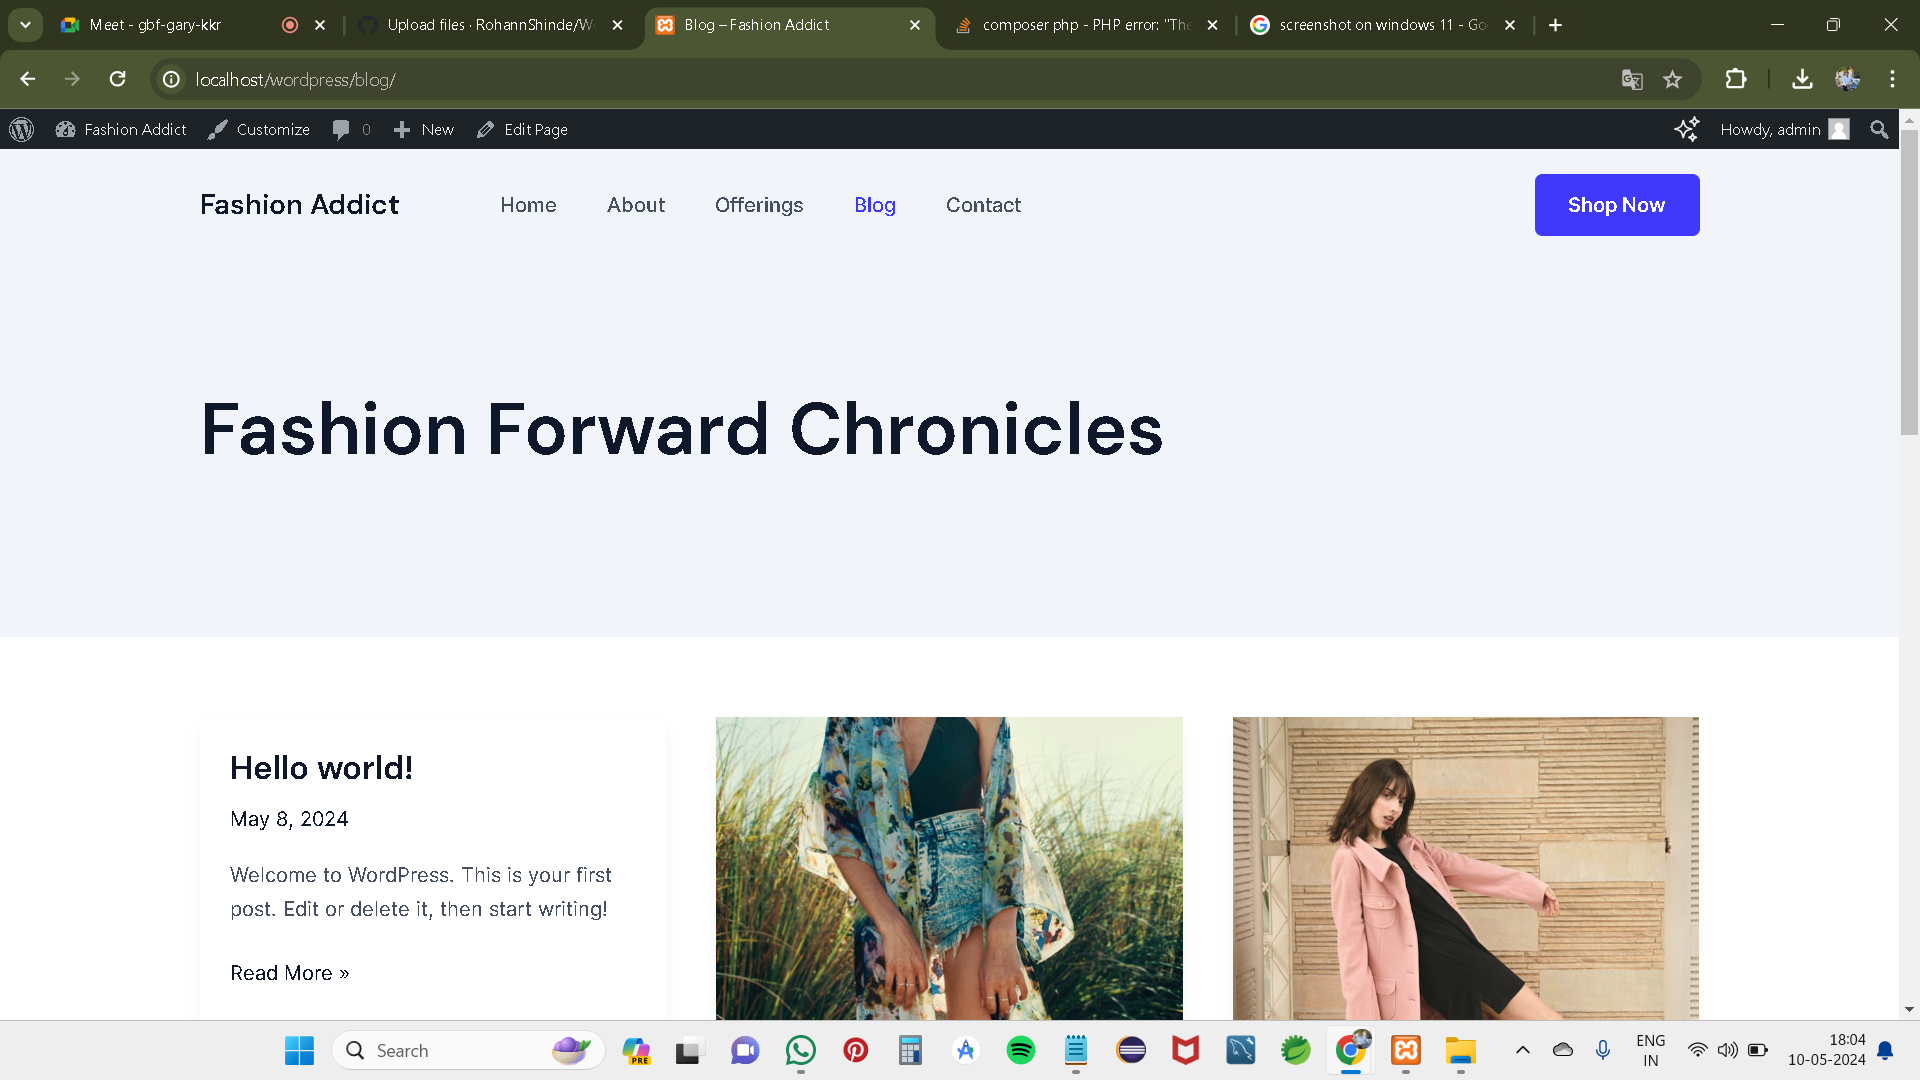 Meet - gbf-gary-kkr
Upload files · RohannShinde/W
Blog – Fashion Addict
composer php - PHP error: "The
screenshot on windows 11 - Go
localhost/wordpress/blog/
Fashion Addict
Customize
0
New
Edit Page
Howdy, admin
Fashion Addict
Home
About
Offerings
Blog
Contact
Shop Now
Fashion Forward Chronicles
Hello world!
May 8, 2024
Welcome to WordPress. This is your first
post. Edit or delete it, then start writing!
Read More »
Search
PRE
ENG
IN
18:04
10-05-2024